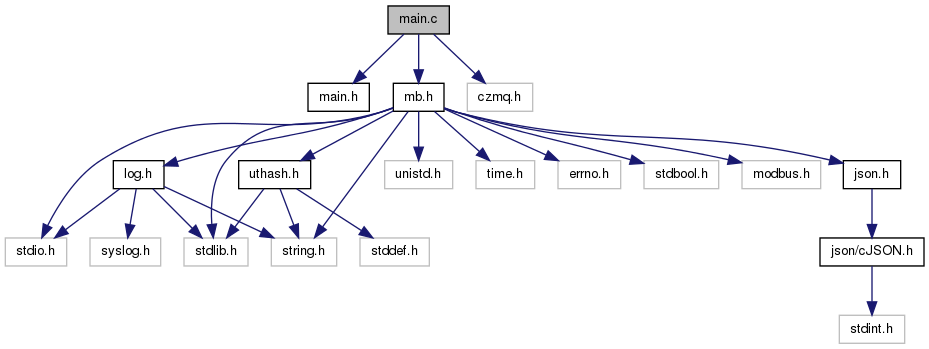 main.c
main.h
mb.h
czmq.h
log.h
uthash.h
unistd.h
time.h
errno.h
stdbool.h
modbus.h
json.h
stdio.h
syslog.h
stdlib.h
string.h
stddef.h
json/cJSON.h
stdint.h